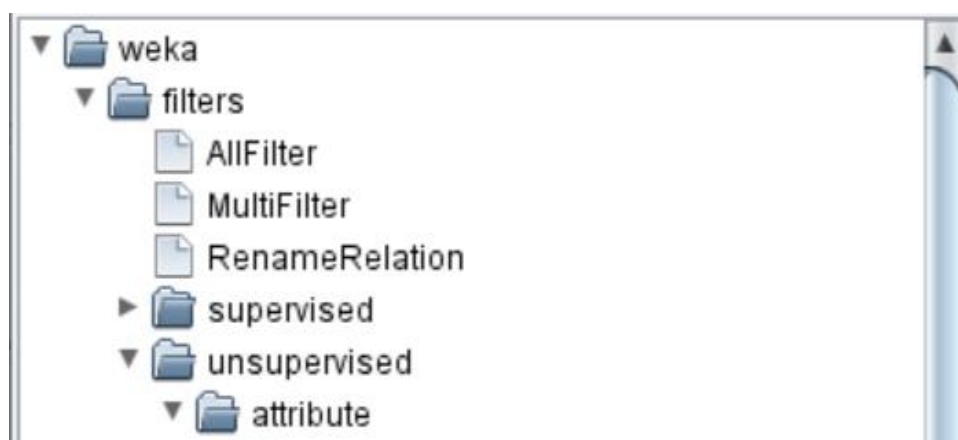 weka
filters
AllFilter
MultiFilter
RenameRelation
supervised
unsupervised
attribute